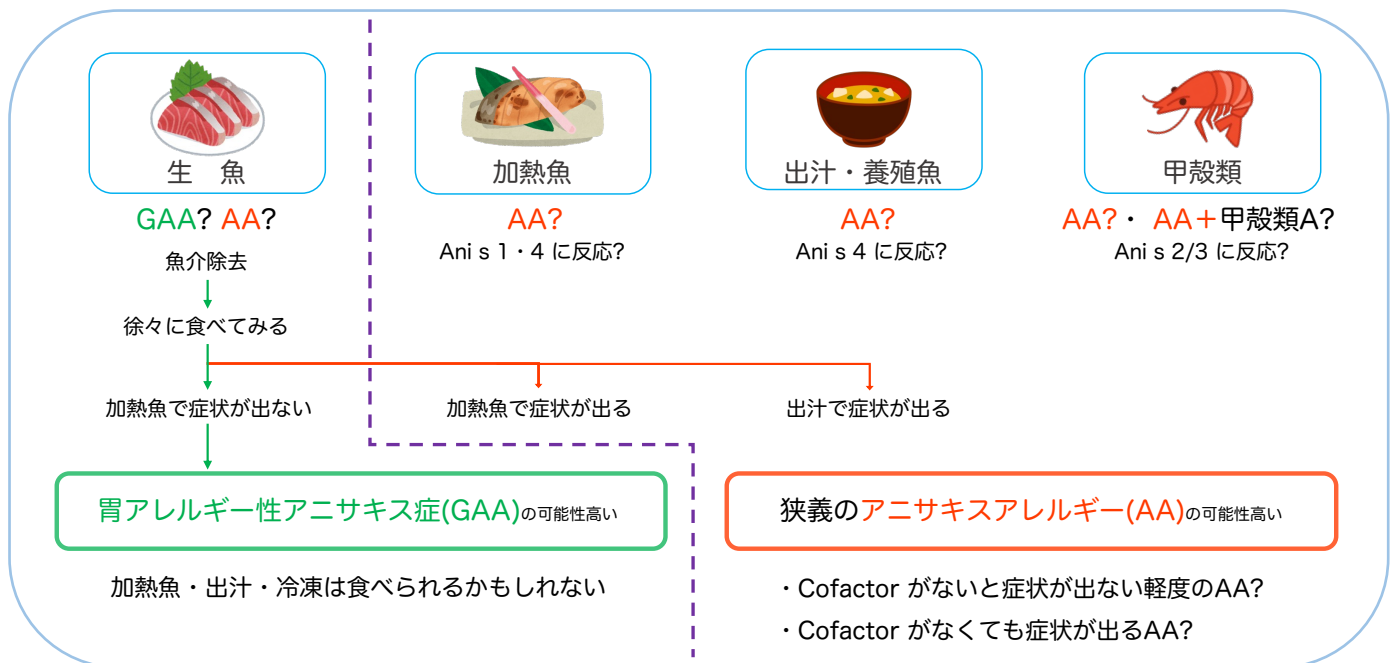 生　魚
加熱魚
出汁・養殖魚
甲殻類
GAA? AA?
AA?
AA?
AA?・ AA＋甲殻類A?
Ani s 1・4 に反応?
Ani s 4 に反応?
Ani s 2/3 に反応?
魚介除去
徐々に食べてみる
加熱魚で症状が出ない
加熱魚で症状が出る
出汁で症状が出る
胃アレルギー性アニサキス症(GAA)の可能性高い
狭義のアニサキスアレルギー(AA)の可能性高い
加熱魚・出汁・冷凍は食べられるかもしれない
・Cofactor がないと症状が出ない軽度のAA?
・Cofactor がなくても症状が出るAA?